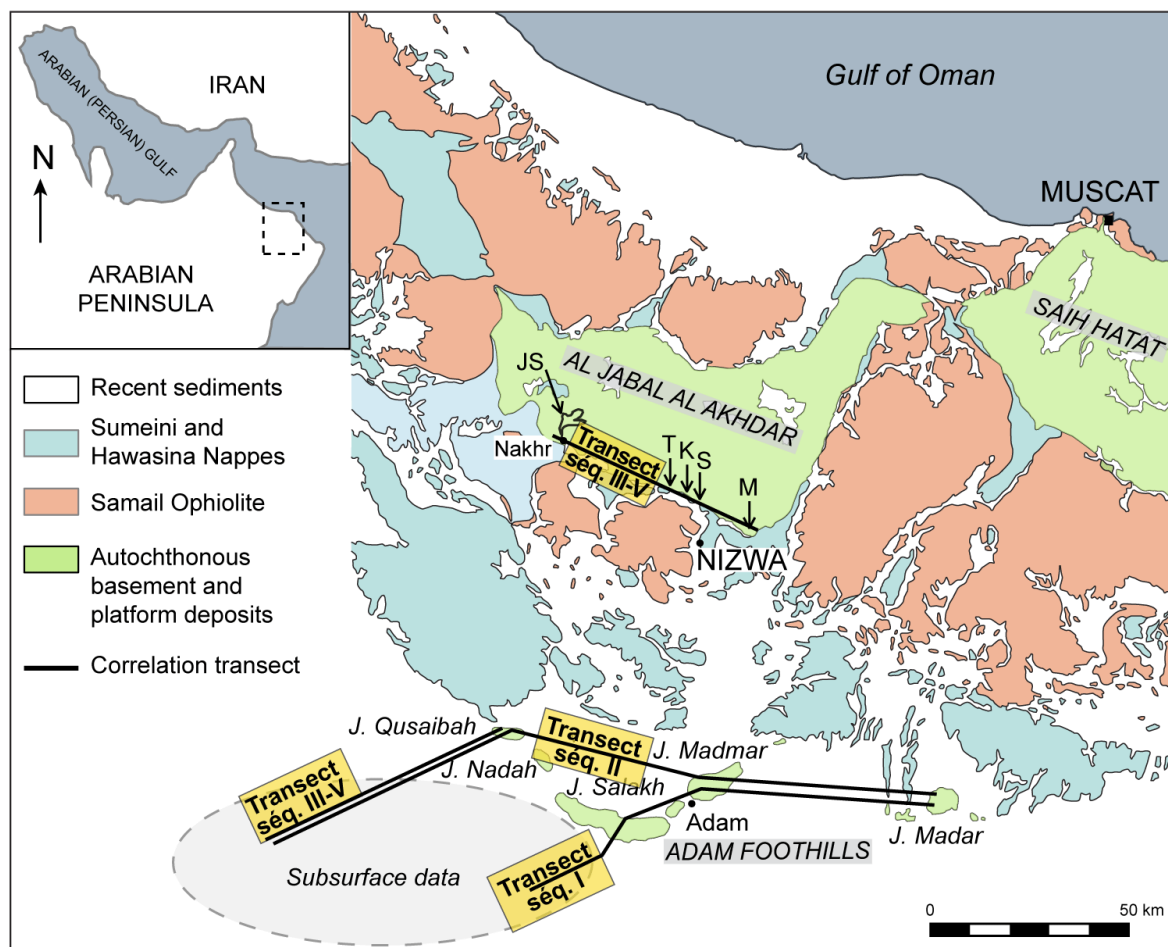 IRAN
ARABIAN (PERSIAN) GULF
N
ARABIAN
PENINSULA
Gulf of Oman
MUSCAT
SAIH HATAT
AL JABAL AL AKHDAR
JS
Nakhr
Transect
séq. III-V
T
K
S
M
NIZWA
Recent sediments
Sumeini and
Hawasina Nappes
Samail Ophiolite
Autochthonous
basement and
platform deposits
Correlation transect
J. Qusaibah
J. Nadah
Transect
séq. II
J. Madmar
J. Salakh
Adam
J. Madar
ADAM FOOTHILLS
Transect
séq. III-V
Subsurface data
Transect
séq. I
0
50 km